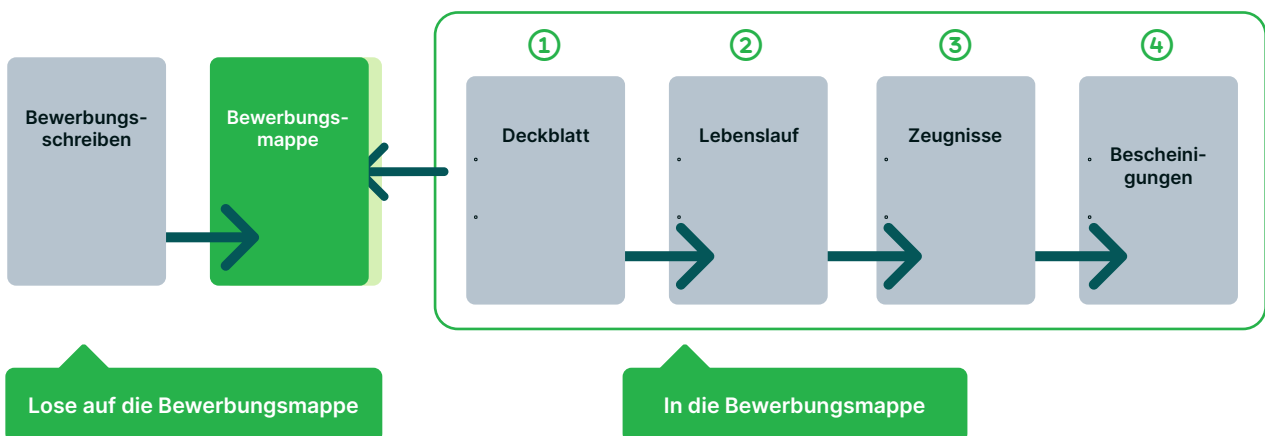 1
2
3
4
Bewerbungs-
schreiben
Bewerbungs-
mappe
Deckblatt
Lebenslauf
Zeugnisse
Bescheini-
gungen
Lose auf die Bewerbungsmappe
In die Bewerbungsmappe